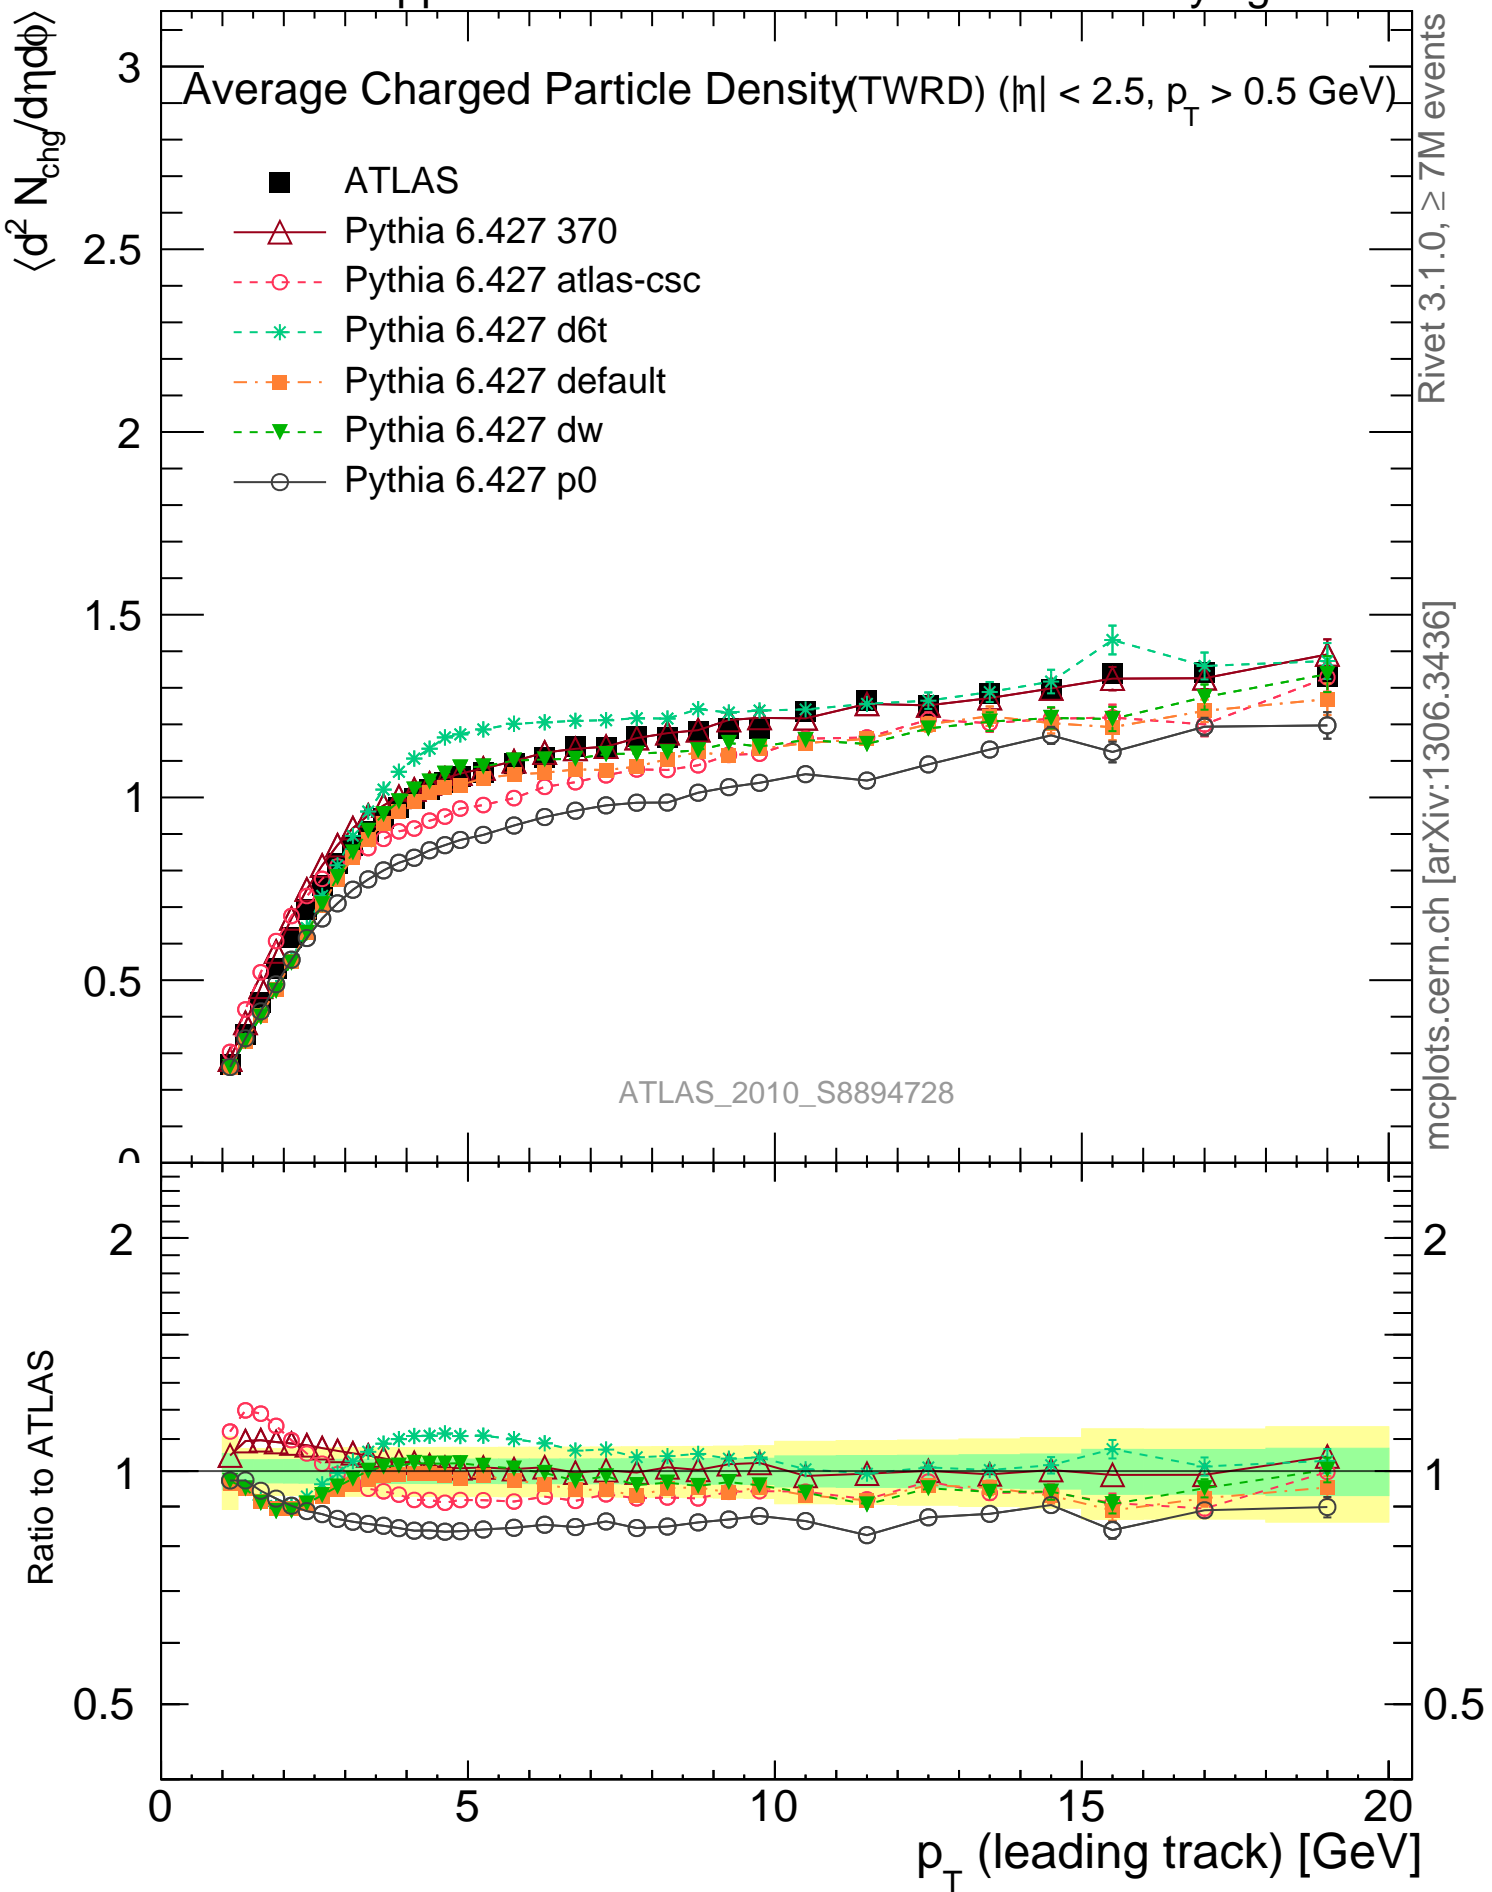 ⟨d² N_chg/dηdϕ⟩
Average Charged Particle Density (TWRD) (|η| < 2.5, p_T > 0.5 GeV)
ATLAS
Pythia 6.427 370
Pythia 6.427 atlas-csc
Pythia 6.427 d6t
Pythia 6.427 default
Pythia 6.427 dw
Pythia 6.427 p0
3
2.5
2
1.5
1
0.5
0
ATLAS_2010_S8894728
Rivet 3.1.0, ≥ 7M events
mcplots.cern.ch [arXiv:1306.3436]
Ratio to ATLAS
2
1
0.5
2
1
0.5
0
5
10
15
20
p_T (leading track) [GeV]